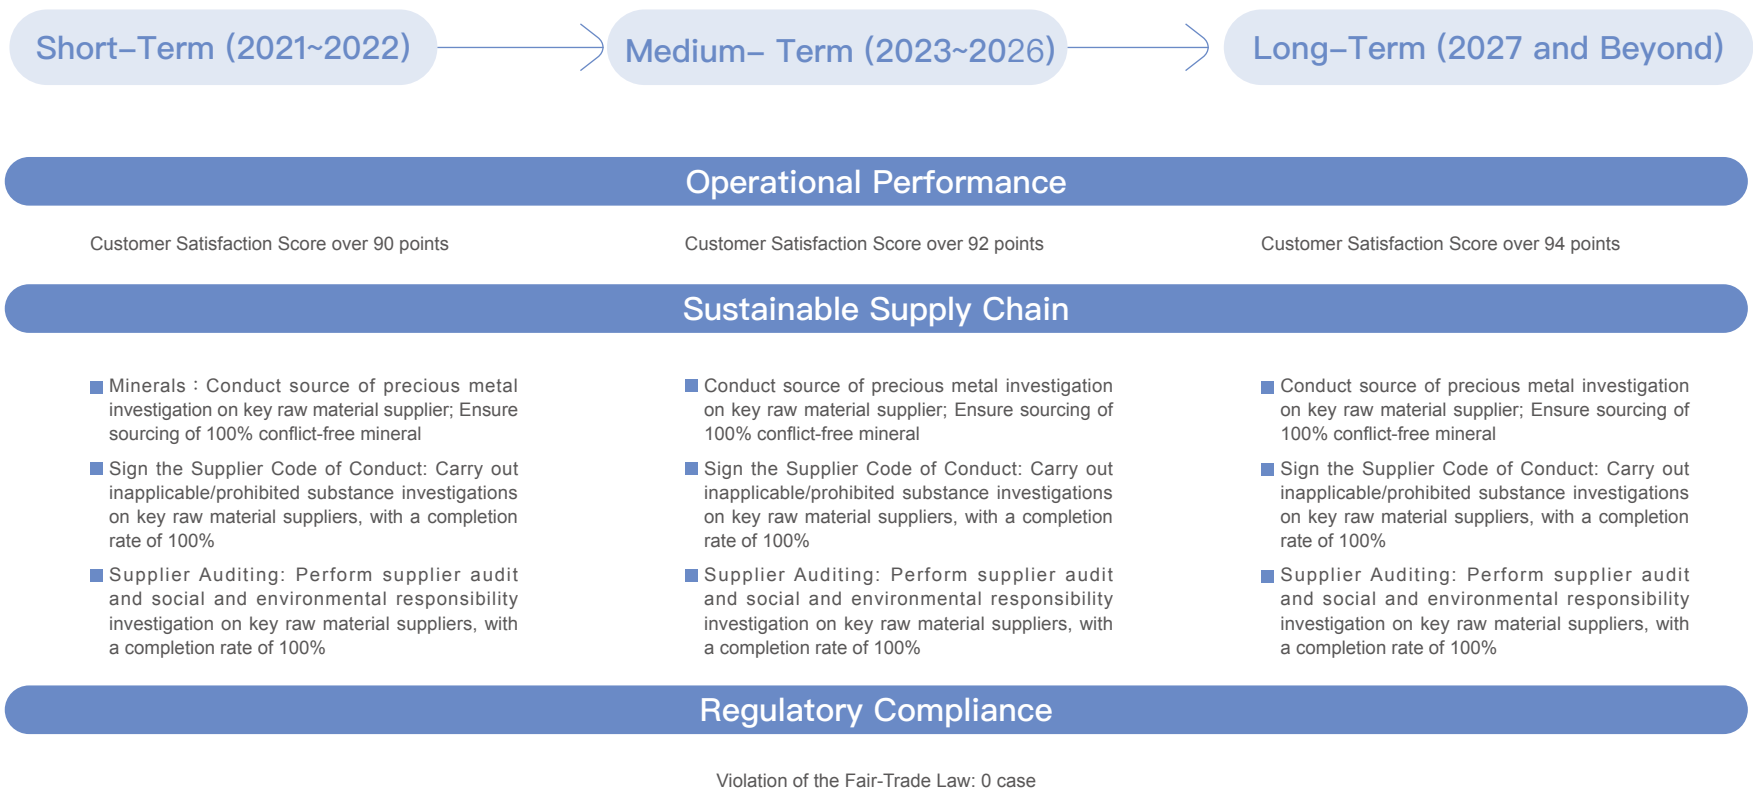 Short-Term (2021~2022)
Medium- Term (2023~2026)
Long-Term (2027 and Beyond)
Operational Performance
Customer Satisfaction Score over 90 points
Customer Satisfaction Score over 92 points
Customer Satisfaction Score over 94 points
Sustainable Supply Chain
Minerals：Conduct source of precious metal
investigation on key raw material supplier; Ensure
sourcing of 100% conflict-free mineral
Sign the Supplier Code of Conduct: Carry out
inapplicable/prohibited substance investigations
on key raw material suppliers, with a completion
rate of 100%
Supplier Auditing: Perform supplier audit
and social and environmental responsibility
investigation on key raw material suppliers, with
a completion rate of 100%
Conduct source of precious metal investigation
on key raw material supplier; Ensure sourcing of
100% conflict-free mineral
Sign the Supplier Code of Conduct: Carry out
inapplicable/prohibited substance investigations
on key raw material suppliers, with a completion
rate of 100%
Supplier Auditing: Perform supplier audit
and social and environmental responsibility
investigation on key raw material suppliers, with
a completion rate of 100%
Conduct source of precious metal investigation
on key raw material supplier; Ensure sourcing of
100% conflict-free mineral
Sign the Supplier Code of Conduct: Carry out
inapplicable/prohibited substance investigations
on key raw material suppliers, with a completion
rate of 100%
Supplier Auditing: Perform supplier audit
and social and environmental responsibility
investigation on key raw material suppliers, with
a completion rate of 100%
Regulatory Compliance
Violation of the Fair-Trade Law: 0 case